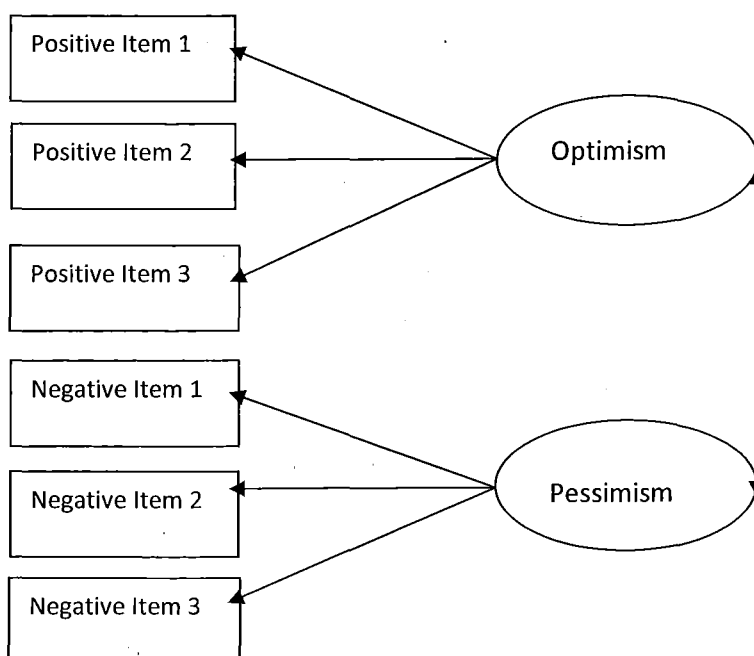 Positive Item 1
Positive Item 2
Optimism
Positive Item 3
Negative Item 1
Negative Item 2
Pessimism
Negative Item 3